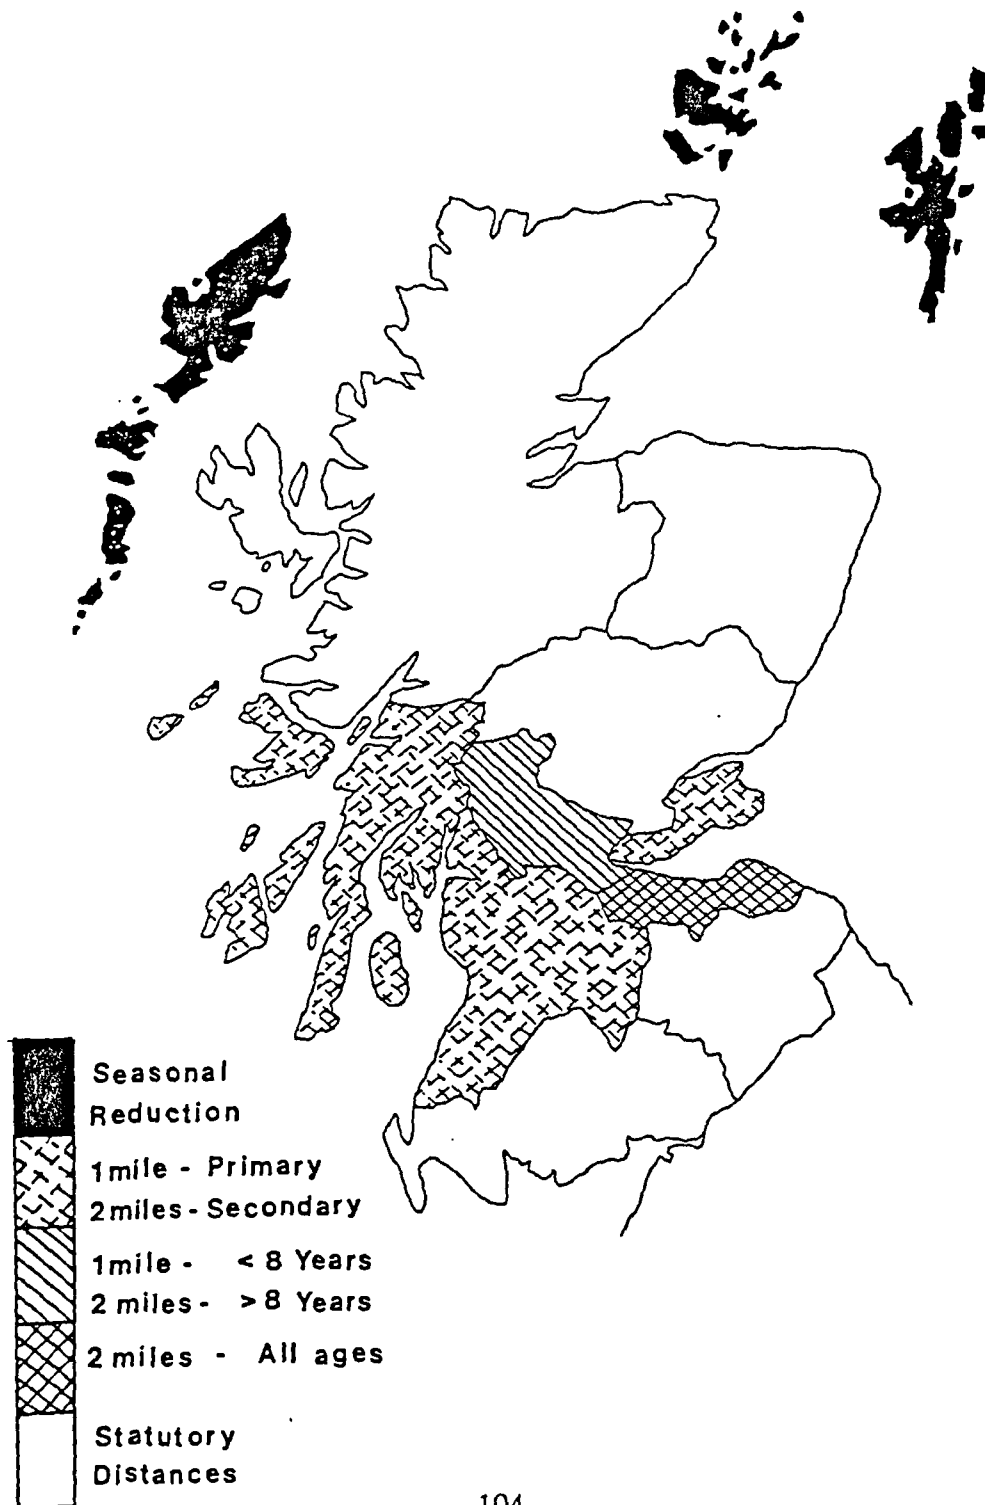 Seasonal
Reduction
1mile - Primary
2miles - Secondary
1mile - < 8 Years
2 miles - >8 Years
2 miles - All ages
Statutory
Distances
104